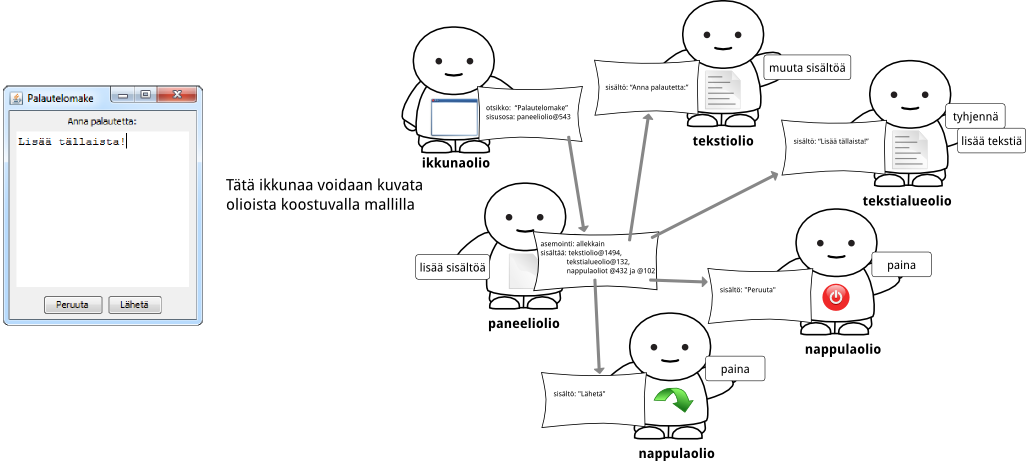 Palautelomake
Anna palautetta:
Lisää tällaista!
Peruuta
Lähetä
Tätä ikkunaa voidaan kuvata
olioista koostuvalla mallilla
otsikko: "Palautelomake"
sisusosa: paneeliolio@543
ikkunaolio
sisältö: "Anna palautetta:"
muuta sisältöä
tekstiolio
sisältö: "Lisää tällaista!"
tyhjennä
lisää tekstiä
tekstialueolio
lisää sisältöä
asemointi: allekkain
sisältää: tekstiolio@1494,
tekstialueolio@132,
nappulaoliot @432 ja @102
paneeliolio
sisältö: "Peruuta"
paina
nappulaolio
sisältö: "Lähetä"
paina
nappulaolio